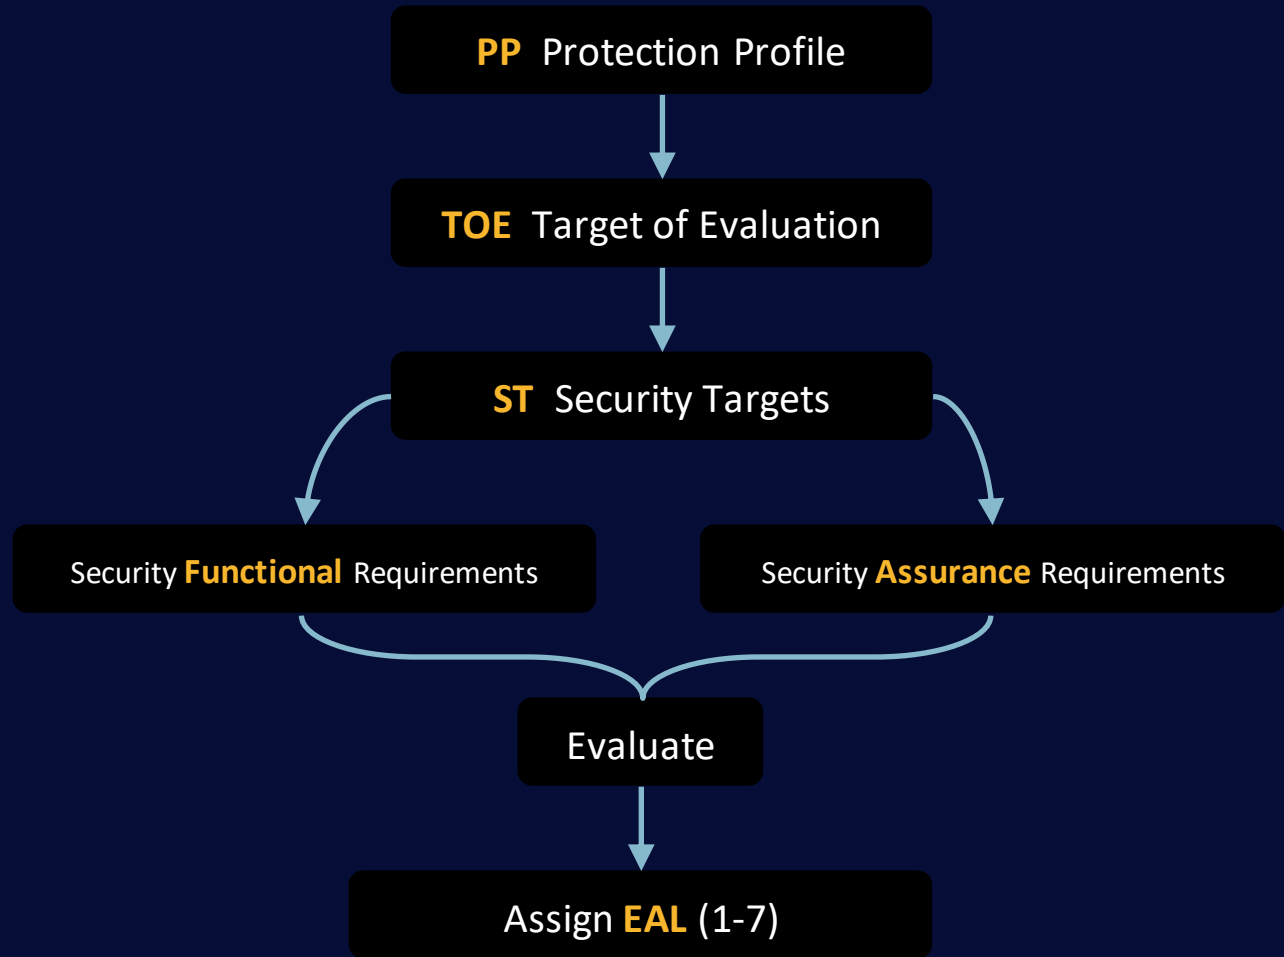 PP Protection Profile
TOE Target of Evaluation
ST Security Targets
Security Functional Requirements
Security Assurance Requirements
Evaluate
Assign EAL (1-7)